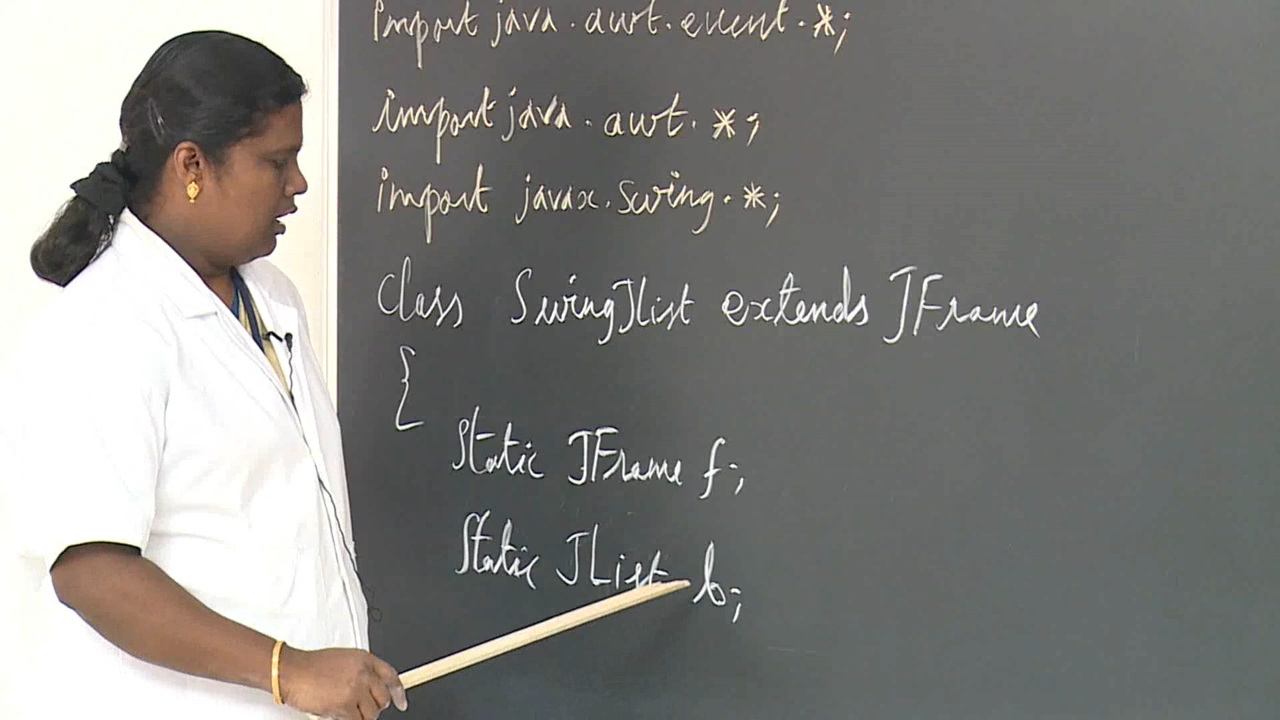 import java.awt.event.*;
import java.awt.*;
import javax.swing.*;
class SwingJlist extends JFrame
{
Static JFrame f;
Static JList b;